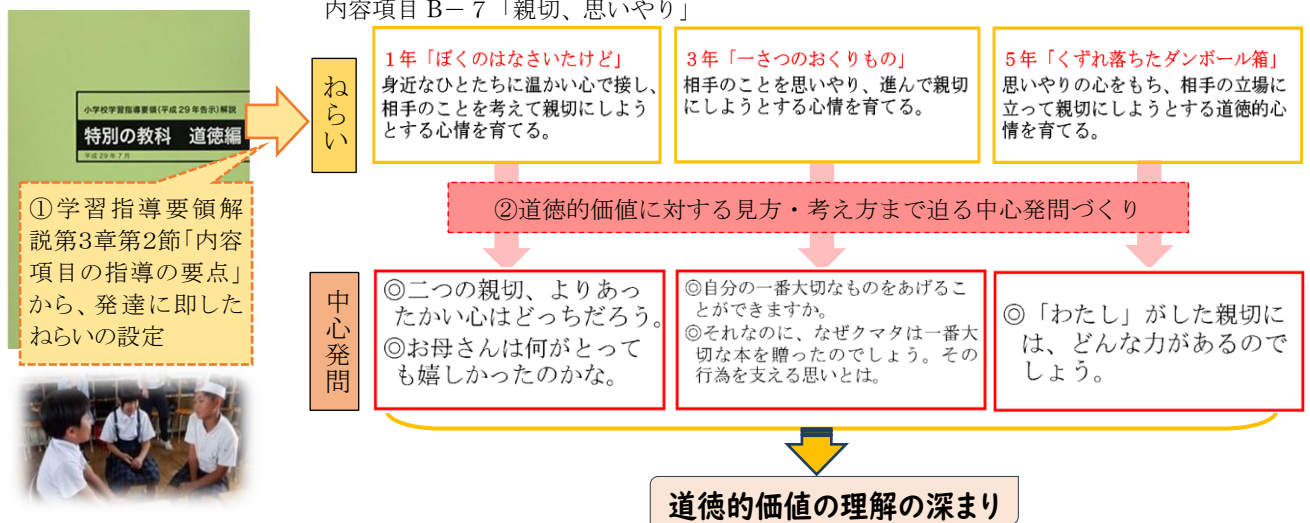 内容項目 B－７「親切、思いやり」
小学校学習指導要領(平成29年告示)解説
特別の教科 道徳編
平成29年7月
①学習指導要領解
説第3章第2節「内容
項目の指導の要点」
から、発達に即した
ねらいの設定
ねらい
１年「ぼくのはなさいたけど」
身近なひとたちに温かい心で接し、
相手のことを考えて親切にしよう
とする心情を育てる。
３年「一さつのおくりもの」
相手のことを思いやり、進んで親切
にしようとする心情を育てる。
５年「くずれ落ちたダンボール箱」
思いやりの心をもち、相手の立場に
立って親切にしようとする道徳的心
情を育てる。
②道徳的価値に対する見方・考え方まで迫る中心発問づくり
中心発問
◎二つの親切、よりあっ
たかい心はどっちだろう。
◎お母さんは何がとって
も嬉しかったのかな。
◎自分の一番大切なものをあげるこ
とができますか。
◎それなのに、なぜクマタは一番大
切な本を贈ったのでしょう。その
行為を支える思いとは。
◎「わたし」がした親切に
は、どんな力があるので
しょう。
道徳的価値の理解の深まり